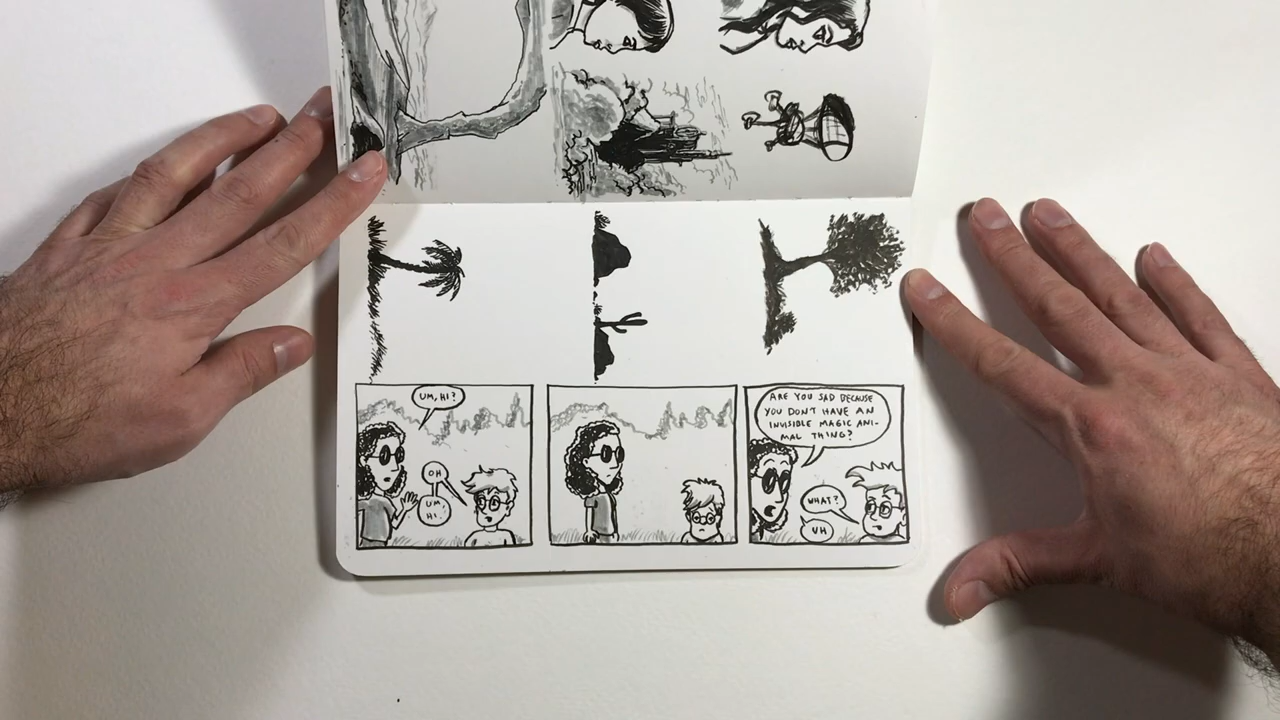 UM, HI?
OH
UM
HI.
ARE YOU SAD BECAUSE
YOU DON'T HAVE AN
INVISIBLE MAGIC ANI-
MAL THING?
WHAT?
UH